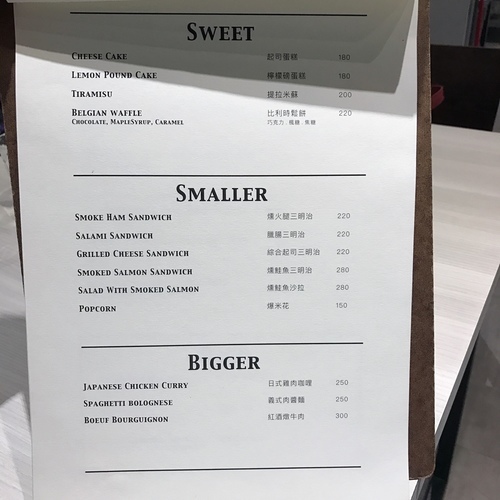 SWEET
CHEESE CAKE 起司蛋糕 180
LEMON POUND CAKE 檸檬磅蛋糕 180
TIRAMISU 提拉米蘇 200
BELGIAN WAFFLE 比利時鬆餅 220
CHOCOLATE, MAPLESYRUP, CARAMEL 巧克力 . 楓糖 . 焦糖
SMALLER
SMOKE HAM SANDWICH 燻火腿三明治 220
SALAMI SANDWICH 臘腸三明治 220
GRILLED CHEESE SANDWICH 綜合起司三明治 220
SMOKED SALMON SANDWICH 燻鮭魚三明治 280
SALAD WITH SMOKED SALMON 燻鮭魚沙拉 280
POPCORN 爆米花 150
BIGGER
JAPANESE CHICKEN CURRY 日式雞肉咖喱 250
SPAGHETTI BOLOGNESE 義式肉醬麵 250
BOEUF BOURGUIGNON 紅酒燉牛肉 300